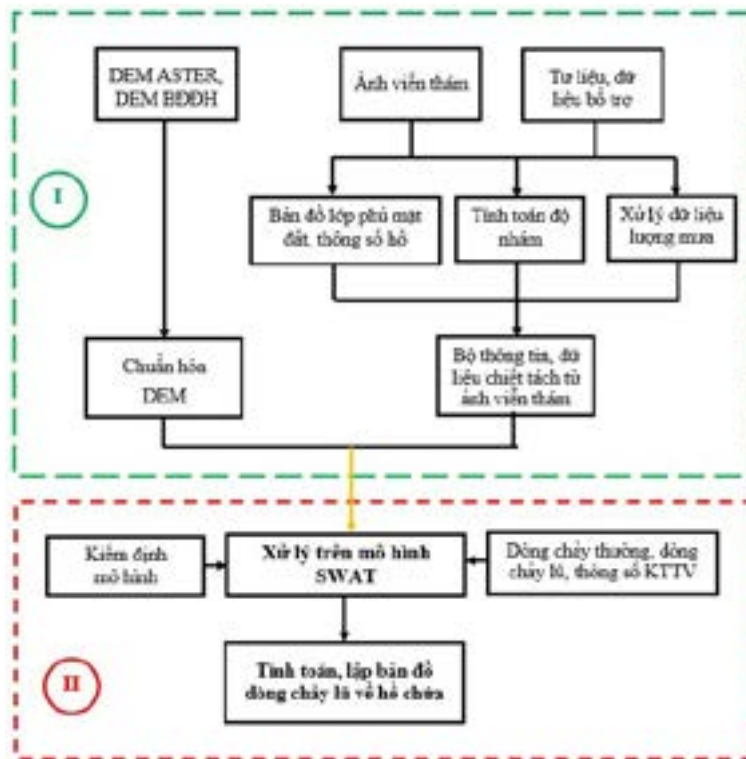 DEM ASTER,
DEM BĐĐH
Ảnh viễn thám
Tư liệu, dữ
liệu bổ trợ
I
Bản đồ lớp phủ mặt
đất, thông số hồ
Tính toán độ
nhám
Xử lý dữ liệu
lượng mưa
Chuẩn hóa
DEM
Bộ thông tin, dữ
liệu chiết tách từ
ảnh viễn thám
Kiểm định
mô hình
Xử lý trên mô hình
SWAT
Dòng chảy thường, dòng
chảy lũ, thông số KTTV
II
Tính toán, lập bản đồ
dòng chảy lũ về hồ chứa